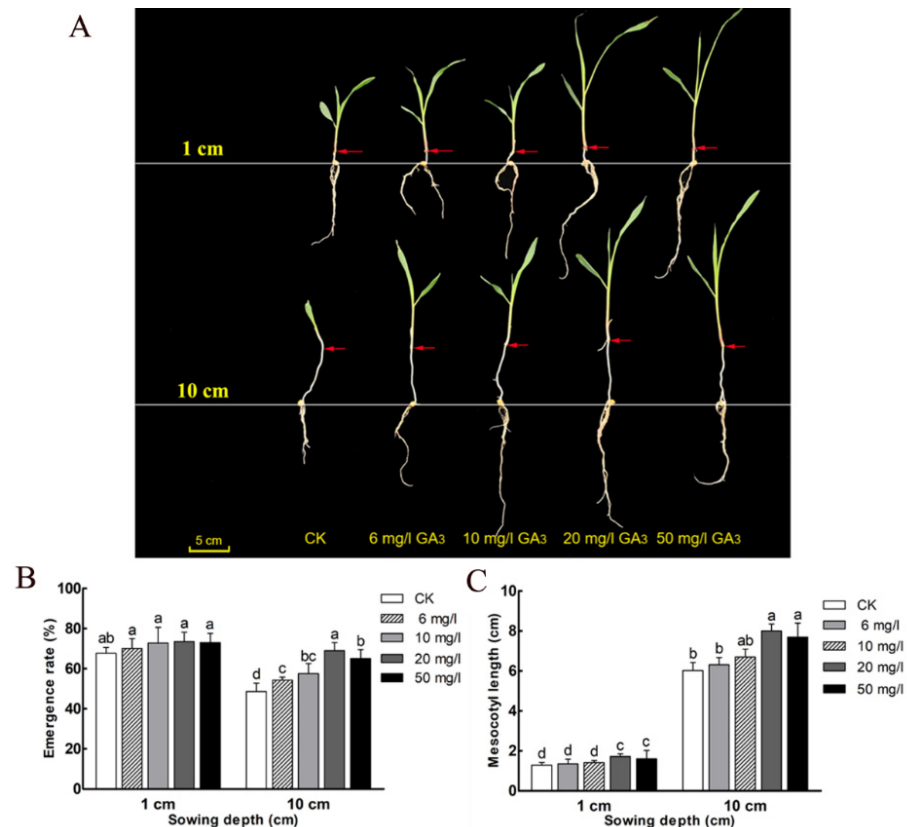 A
1 cm
10 cm
5 cm
CK
6 mg/l GA3
10 mg/l GA3
20 mg/l GA3
50 mg/l GA3
B
Emergence rate (%)
100
80
60
40
20
0
ab a a a a
d c bc a b
CK
6 mg/l
10 mg/l
20 mg/l
50 mg/l
1 cm 10 cm
Sowing depth (cm)
C
Mesocotyl length (cm)
8
6
4
2
0
d d d c c
b b ab a a
CK
6 mg/l
10 mg/l
20 mg/l
50 mg/l
1 cm 10 cm
Sowing depth (cm)